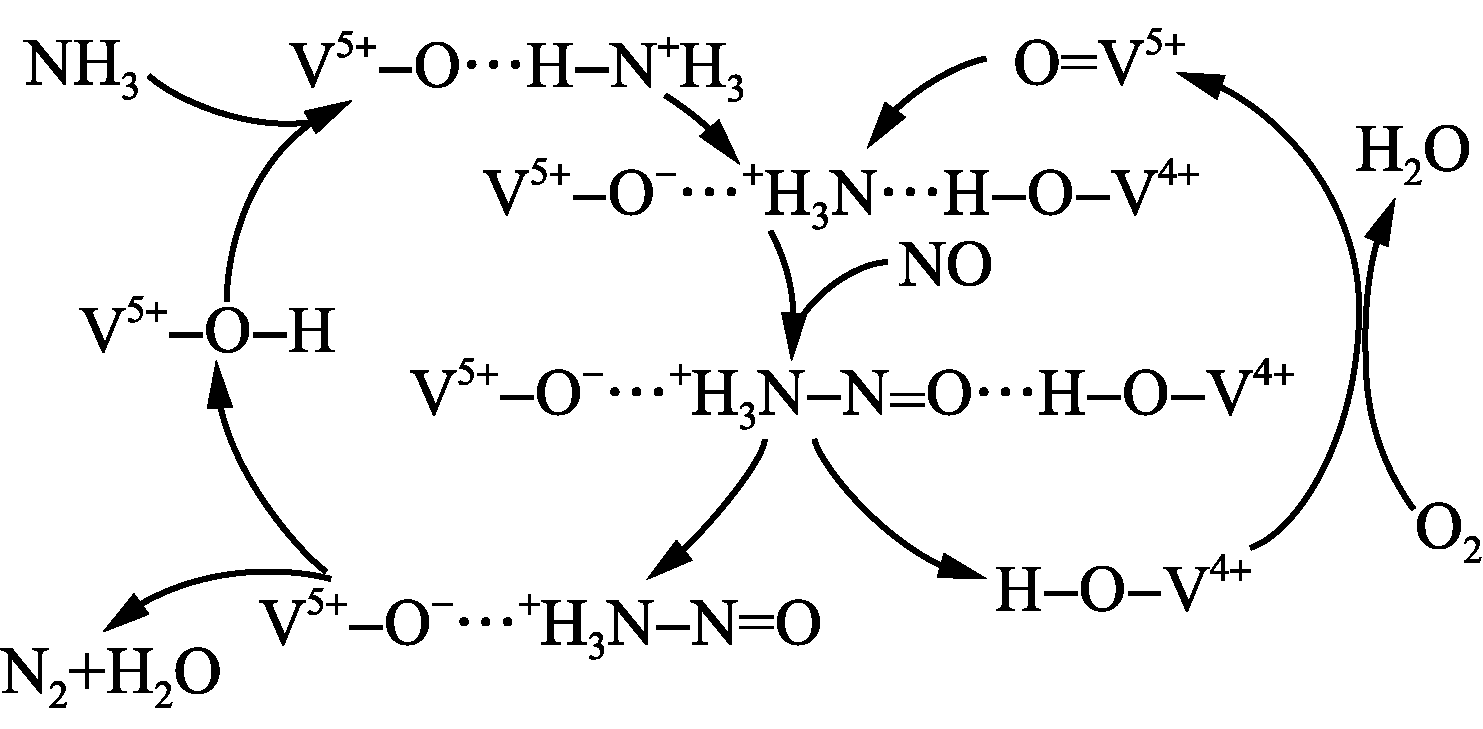 NH₃
V⁵⁺–O···H–N⁺H₃
O=V⁵⁺
H₂O
V⁵⁺–O⁻···⁺H₃N···H–O–V⁴⁺
NO
V⁵⁺–O–H
V⁵⁺–O⁻···⁺H₃N–N=O···H–O–V⁴⁺
O₂
H–O–V⁴⁺
V⁵⁺–O⁻···⁺H₃N–N=O
N₂+H₂O